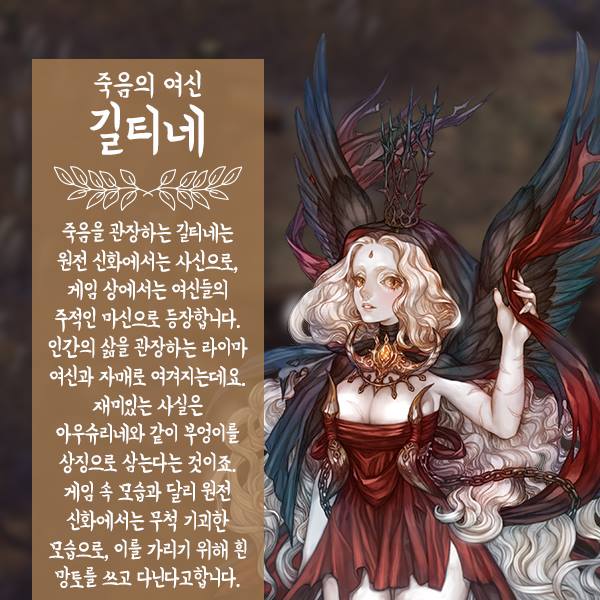 죽음의 여신
길티네
죽음을 관장하는 길티네는
원전 신화에서는 사신으로,
게임 상에서는 여신들의
주적인 마신으로 등장합니다.
인간의 삶을 관장하는 라이마
여신과 자매로 여겨지는데요.
재미있는 사실은
아우슈리네와 같이 부엉이를
상징으로 삼는다는 것이죠.
게임 속 모습과 달리 원전
신화에서는 무척 기괴한
모습으로, 이를 가리기 위해 흰
망토를 쓰고 다닌다고합니다.